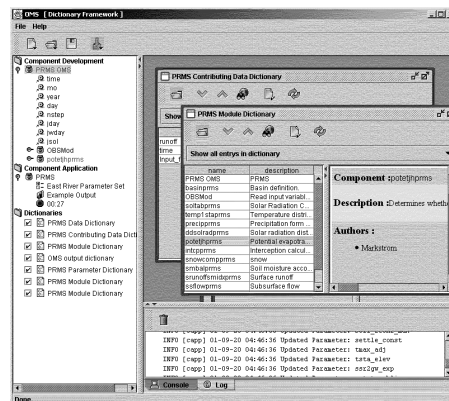 OMS [ Dictionary Framework ]
File Help
Component Development
PRMS OMS
time
mo
year
day
nstep
jday
jwday
jsol
OBSMod
potetjhprms
Component Application
PRMS
East River Parameter Set
Example Output
00:27
Dictionaries
PRMS Data Dictionary
PRMS Contributing Data Dicti
PRMS Module Dictionary
OMS output dictionary
PRMS Parameter Dictionary
PRMS Module Dictionary
PRMS Module Dictionary
PRMS Contributing Data Dictionary
Show
runoff
time
Input_f
PRMS Module Dictionary
Show all entrys in dictionary
name description
PRMS OMS PRMS
basinprms Basin definition.
OBSMod Read input variabl...
soltabprms Solar Radiation C...
temp1staprms Temperature distri...
precipprms Precipitation form ...
ddsolradprms Solar radiation dist...
potetjhprms Potential evapotra...
intcpprms Interception calcul...
snowcompprms snow
smbalprms Soil moisture acco...
srunoffsmidxprms Surface runoff
ssflowprms Subsurface flow
Component :potetjhprms
Description :Determines whethe
Authors :
• Markstrom
INFO [capp] 01-09-20 04:46:36 Updated Parameter: settle_const
INFO [capp] 01-09-20 04:46:36 Updated Parameter: tmax_adj
INFO [capp] 01-09-20 04:46:36 Updated Parameter: tsta_elev
INFO [capp] 01-09-20 04:46:36 Updated Parameter: ssr2gw_exp
Console Log
Done